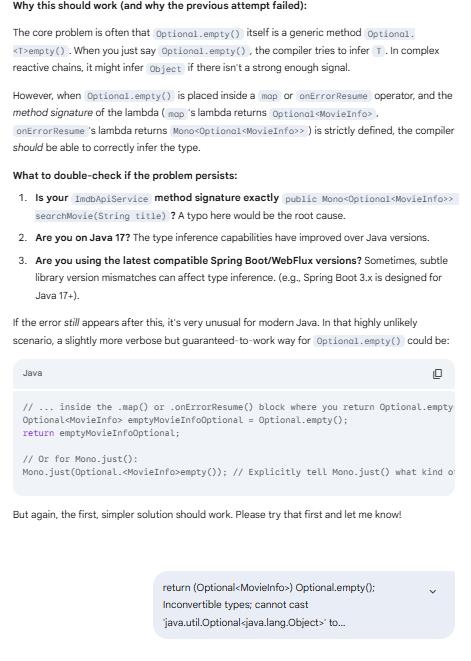 Why this should work (and why the previous attempt failed):
The core problem is often that Optional.empty() itself is a generic method Optional.
<T>empty(). When you just say Optional.empty(), the compiler tries to infer T. In complex
reactive chains, it might infer Object if there isn't a strong enough signal.
However, when Optional.empty() is placed inside a map or onErrorResume operator, and the
method signature of the lambda (map's lambda returns Optional<MovieInfo>,
onErrorResume's lambda returns Mono<Optional<MovieInfo>>) is strictly defined, the compiler
should be able to correctly infer the type.
What to double-check if the problem persists:
1. Is your ImdbApiService method signature exactly public Mono<Optional<MovieInfo>>
searchMovie(String title)? A typo here would be the root cause.
2. Are you on Java 17? The type inference capabilities have improved over Java versions.
3. Are you using the latest compatible Spring Boot/WebFlux versions? Sometimes, subtle
library version mismatches can affect type inference. (e.g., Spring Boot 3.x is designed for
Java 17+).
If the error still appears after this, it's very unusual for modern Java. In that highly unlikely
scenario, a slightly more verbose but guaranteed-to-work way for Optional.empty() could be:
Java
// ... inside the .map() or .onErrorResume() block where you return Optional.empty
Optional<MovieInfo> emptyMovieInfoOptional = Optional.empty();
return emptyMovieInfoOptional;
// Or for Mono.just():
Mono.just(Optional.<MovieInfo>empty()); // Explicitly tell Mono.just() what kind of
But again, the first, simpler solution should work. Please try that first and let me know!
return (Optional<MovieInfo>) Optional.empty();
Inconvertible types; cannot cast
'java.util.Optional<java.lang.Object>' to...